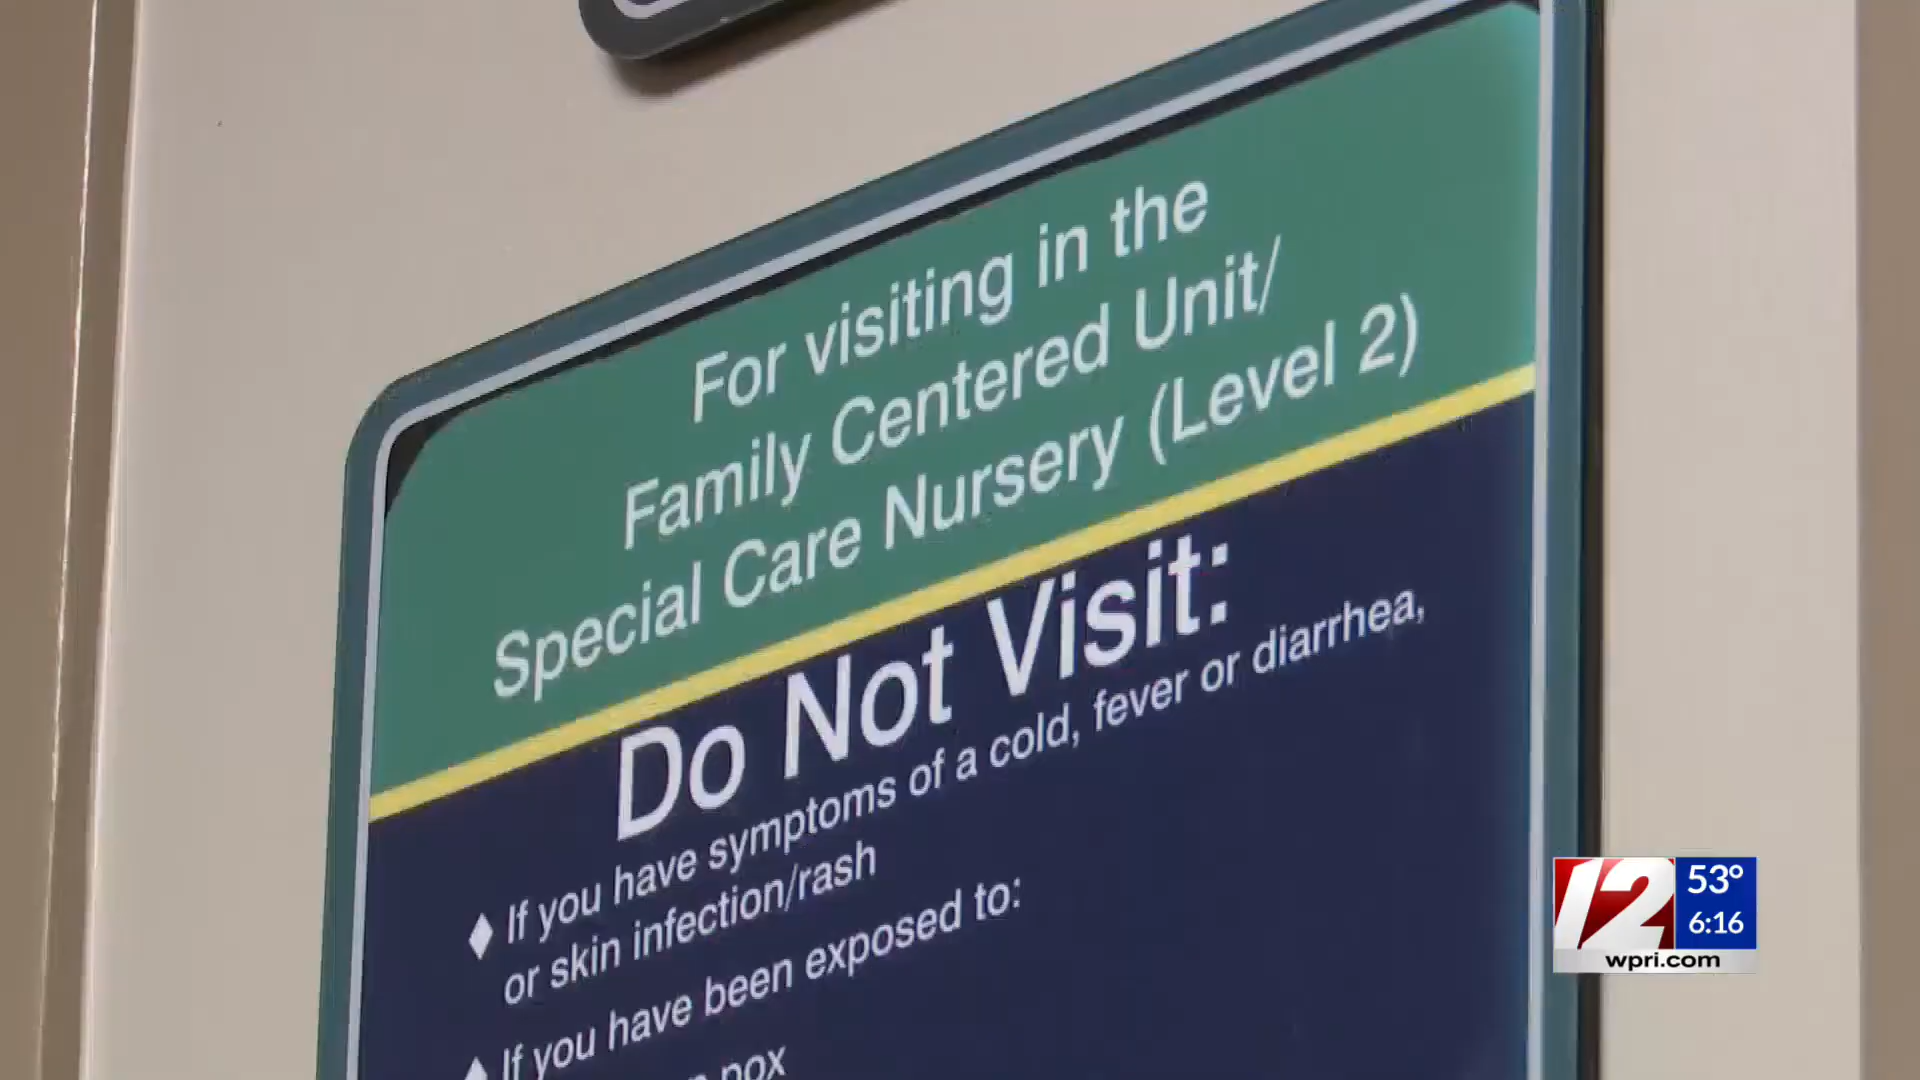 For visiting in the
Family Centered Unit/
Special Care Nursery (Level 2)
Do Not Visit:
♦ If you have symptoms of a cold, fever or diarrhea,
or skin infection/rash
♦ If you have been exposed to:
pox
12
53°
6:16
wpri.com